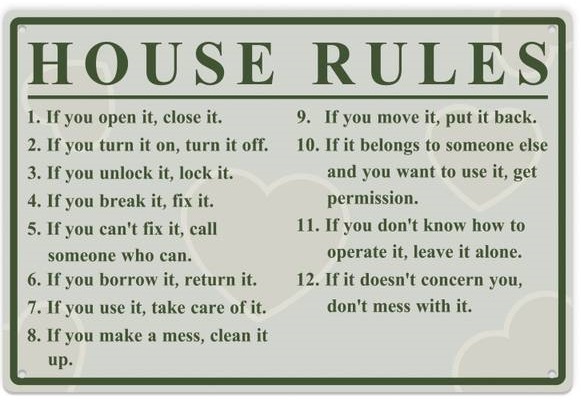 HOUSE RULES
1. If you open it, close it.
2. If you turn it on, turn it off.
3. If you unlock it, lock it.
4. If you break it, fix it.
5. If you can't fix it, call
someone who can.
6. If you borrow it, return it.
7. If you use it, take care of it.
8. If you make a mess, clean it
up.
9. If you move it, put it back.
10. If it belongs to someone else
and you want to use it, get
permission.
11. If you don't know how to
operate it, leave it alone.
12. If it doesn't concern you,
don't mess with it.